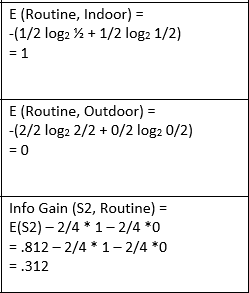 E (Routine, Indoor) =
-(1/2 log₂ ½ + 1/2 log₂ 1/2)
= 1
E (Routine, Outdoor) =
-(2/2 log₂ 2/2 + 0/2 log₂ 0/2)
= 0
Info Gain (S2, Routine) =
E(S2) – 2/4 * 1 – 2/4 *0
= .812 – 2/4 * 1 – 2/4 *0
= .312